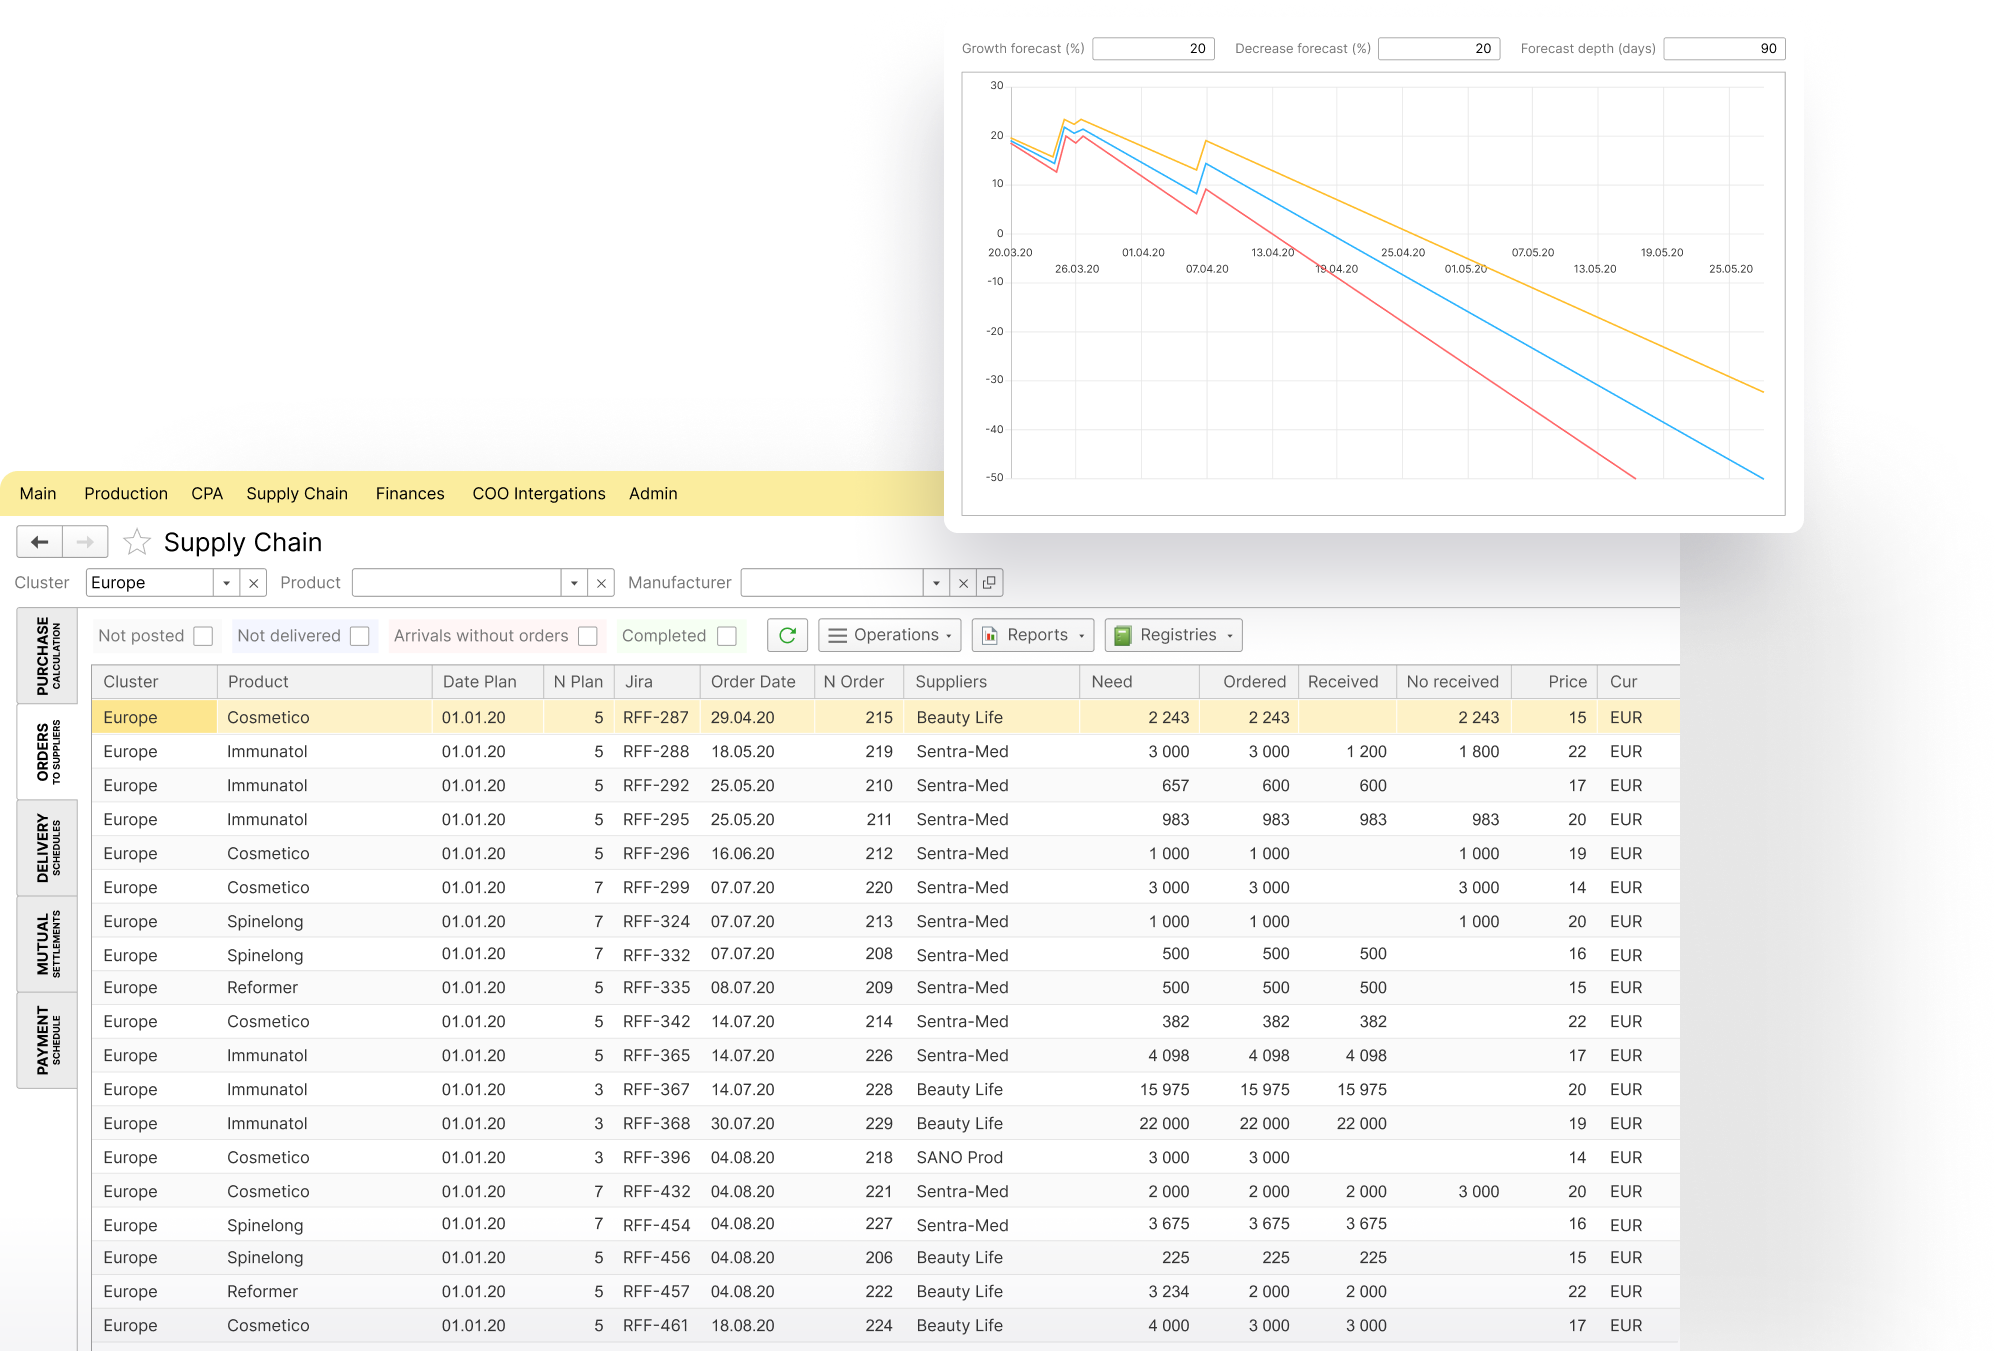 Growth forecast (%) 20 Decrease forecast (%) 20 Forecast depth (days) 90
30
20
10
0
20.03.20 01.04.20 13.04.20 25.04.20 07.05.20 19.05.20
26.03.20 07.04.20 19.04.20 01.05.20 13.05.20 25.05.20
-10
-20
-30
-40
-50
Main Production CPA Supply Chain Finances COO Intergations Admin
Supply Chain
Cluster Europe Product Manufacturer
PURCHASE
CALCULATION
ORDERS
TO SUPPLIERS
DELIVERY
SCHEDULES
MUTUAL
SETTLEMENTS
PAYMENT
SCHEDULE
Not posted Not delivered Arrivals without orders Completed Operations Reports Registries
Cluster Product Date Plan N Plan Jira Order Date N Order Suppliers Need Ordered Received No received Price Cur
Europe Cosmetico 01.01.20 5 RFF-287 29.04.20 215 Beauty Life 2 243 2 243 2 243 15 EUR
Europe Immunatol 01.01.20 5 RFF-288 18.05.20 219 Sentra-Med 3 000 3 000 1 200 1 800 22 EUR
Europe Immunatol 01.01.20 5 RFF-292 25.05.20 210 Sentra-Med 657 600 600 17 EUR
Europe Immunatol 01.01.20 5 RFF-295 25.05.20 211 Sentra-Med 983 983 983 983 20 EUR
Europe Cosmetico 01.01.20 5 RFF-296 16.06.20 212 Sentra-Med 1 000 1 000 1 000 19 EUR
Europe Cosmetico 01.01.20 7 RFF-299 07.07.20 220 Sentra-Med 3 000 3 000 3 000 14 EUR
Europe Spinelong 01.01.20 7 RFF-324 07.07.20 213 Sentra-Med 1 000 1 000 1 000 20 EUR
Europe Spinelong 01.01.20 7 RFF-332 07.07.20 208 Sentra-Med 500 500 500 16 EUR
Europe Reformer 01.01.20 5 RFF-335 08.07.20 209 Sentra-Med 500 500 500 15 EUR
Europe Cosmetico 01.01.20 5 RFF-342 14.07.20 214 Sentra-Med 382 382 382 22 EUR
Europe Immunatol 01.01.20 5 RFF-365 14.07.20 226 Sentra-Med 4 098 4 098 4 098 17 EUR
Europe Immunatol 01.01.20 3 RFF-367 14.07.20 228 Beauty Life 15 975 15 975 15 975 20 EUR
Europe Immunatol 01.01.20 3 RFF-368 30.07.20 229 Beauty Life 22 000 22 000 22 000 19 EUR
Europe Cosmetico 01.01.20 3 RFF-396 04.08.20 218 SANO Prod 3 000 3 000 14 EUR
Europe Cosmetico 01.01.20 7 RFF-432 04.08.20 221 Sentra-Med 2 000 2 000 2 000 3 000 20 EUR
Europe Spinelong 01.01.20 7 RFF-454 04.08.20 227 Sentra-Med 3 675 3 675 3 675 16 EUR
Europe Spinelong 01.01.20 5 RFF-456 04.08.20 206 Beauty Life 225 225 225 15 EUR
Europe Reformer 01.01.20 5 RFF-457 04.08.20 222 Beauty Life 3 234 2 000 2 000 22 EUR
Europe Cosmetico 01.01.20 5 RFF-461 18.08.20 224 Beauty Life 4 000 3 000 3 000 17 EUR